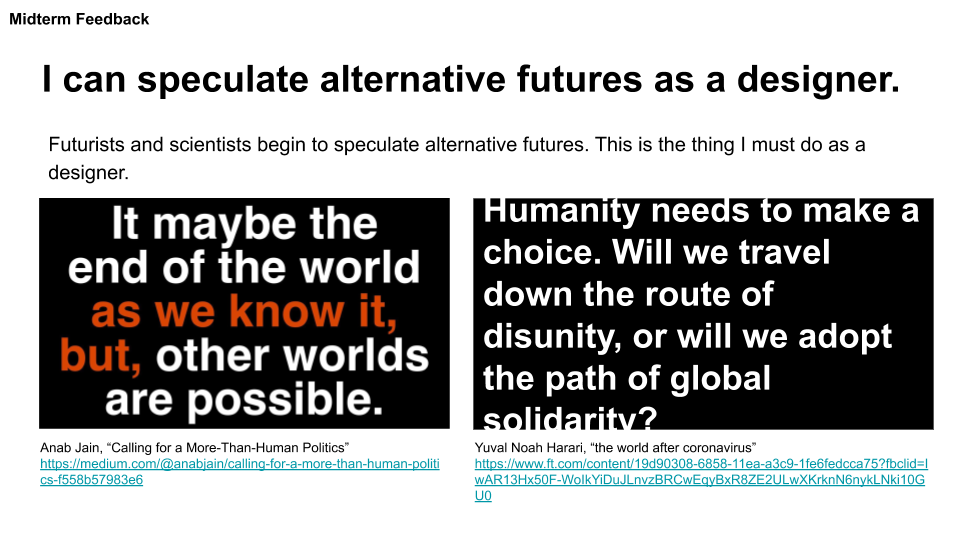 Midterm Feedback
I can speculate alternative futures as a designer.
Futurists and scientists begin to speculate alternative futures. This is the thing I must do as a
designer.
It maybe the
end of the world
as we know it,
but, other worlds
are possible.
Humanity needs to make a
choice. Will we travel
down the route of
disunity, or will we adopt
the path of global
solidarity?
Anab Jain, “Calling for a More-Than-Human Politics”
https://medium.com/@anabjain/calling-for-a-more-than-human-politi
cs-f558b57983e6
Yuval Noah Harari, “the world after coronavirus”
https://www.ft.com/content/19d90308-6858-11ea-a3c9-1fe6fedcca75?fbclid=I
wAR13Hx50F-WolkYiDuJLnvzBRCwEqyBxR8ZE2ULwXKrknN6nykLNki10G
U0